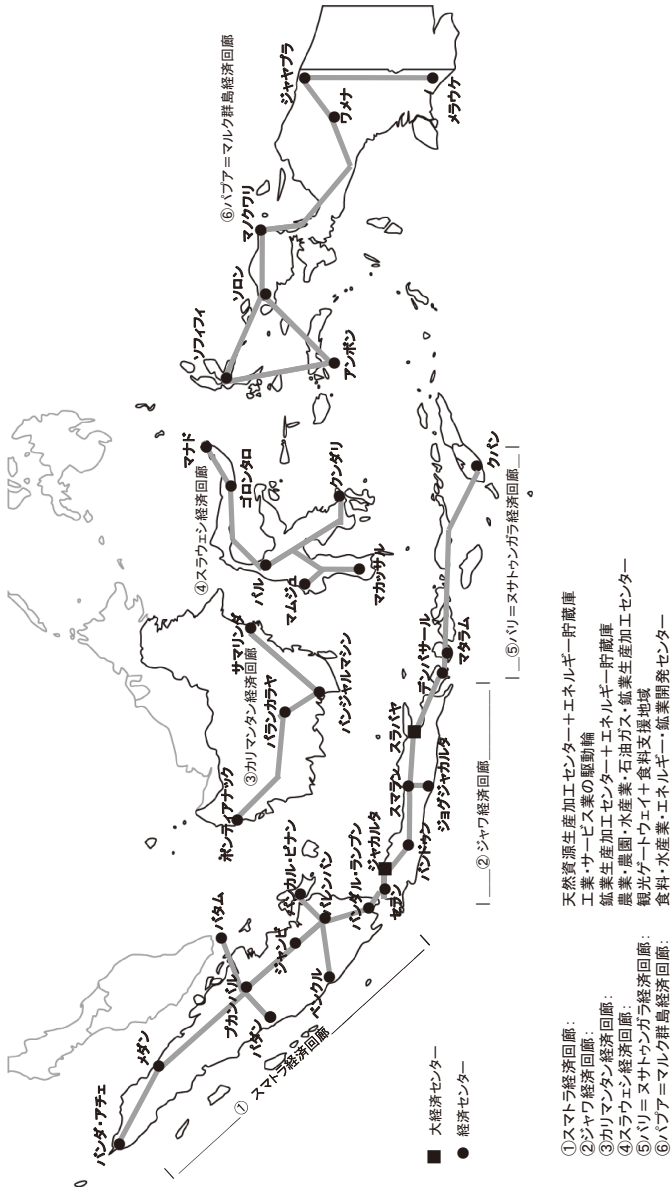 ①スマトラ経済回廊
バンダ・アチェ
メダン
プカンバル
バタム
パダン
ジャンビ
パンカル・ピナン
パレンバン
ベンクル
バンダル・ランプン
②ジャワ経済回廊
セラン
ジャカルタ
バンドゥン
スマラン
ジョグジャカルタ
スラバヤ
③カリマンタン経済回廊
ポンティアナック
パランカラヤ
バンジャルマシン
サマリンダ
④スラウェシ経済回廊
マナド
ゴロンタロ
パル
マムジュ
マカッサル
クンダリ
⑤バリ=ヌサトゥンガラ経済回廊
デンパサール
マタラム
クパン
⑥パプア=マルク群島経済回廊
ソフィフィ
アンボン
ソロン
マノクワリ
ワメナ
ジャヤプラ
メラウケ
■ 大経済センター
● 経済センター
①スマトラ経済回廊: 天然資源生産加工センター+エネルギー貯蔵庫
②ジャワ経済回廊: 工業・サービス業の駆動輪
③カリマンタン経済回廊: 鉱業生産加工センター+エネルギー貯蔵庫
④スラウェシ経済回廊: 農業・農園・水産業・石油ガス・鉱業生産加工センター
⑤バリ=ヌサトゥンガラ経済回廊: 観光ゲートウェイ+食料支援地域
⑥パプア=マルク群島経済回廊: 食料・水産業・エネルギー・鉱業開発センター